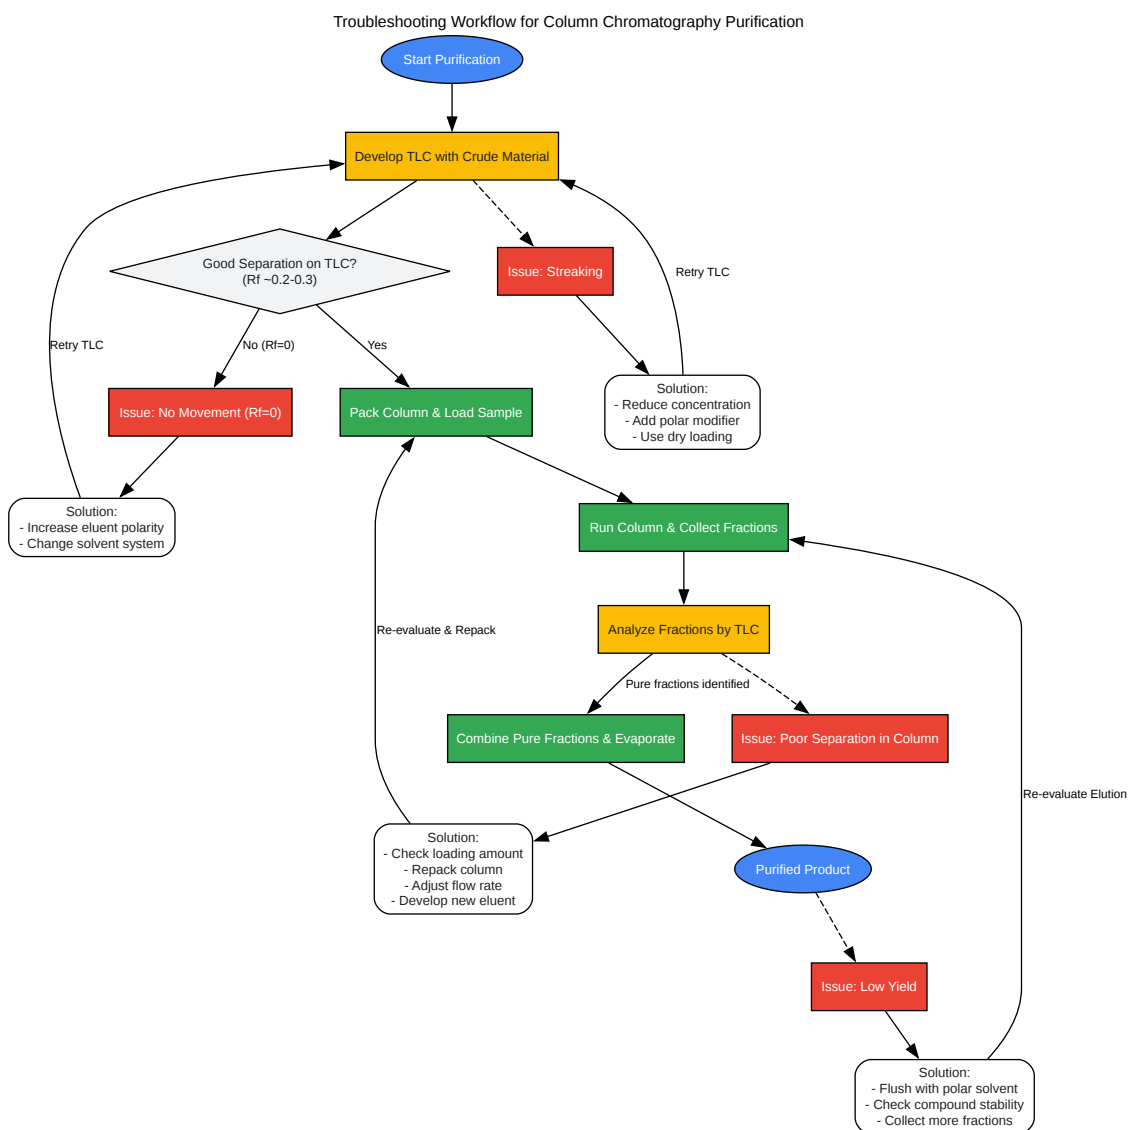 Troubleshooting Workflow for Column Chromatography Purification
Start Purification
Develop TLC with Crude Material
Good Separation on TLC?
(Rf ~0.2-0.3)
Issue: Streaking
Retry TLC
Retry TLC
No (Rf=0)
Yes
Issue: No Movement (Rf=0)
Pack Column & Load Sample
Solution:
- Reduce concentration
- Add polar modifier
- Use dry loading
Solution:
- Increase eluent polarity
- Change solvent system
Run Column & Collect Fractions
Analyze Fractions by TLC
Re-evaluate & Repack
Pure fractions identified
Combine Pure Fractions & Evaporate
Issue: Poor Separation in Column
Re-evaluate Elution
Solution:
- Check loading amount
- Repack column
- Adjust flow rate
- Develop new eluent
Purified Product
Issue: Low Yield
Solution:
- Flush with polar solvent
- Check compound stability
- Collect more fractions